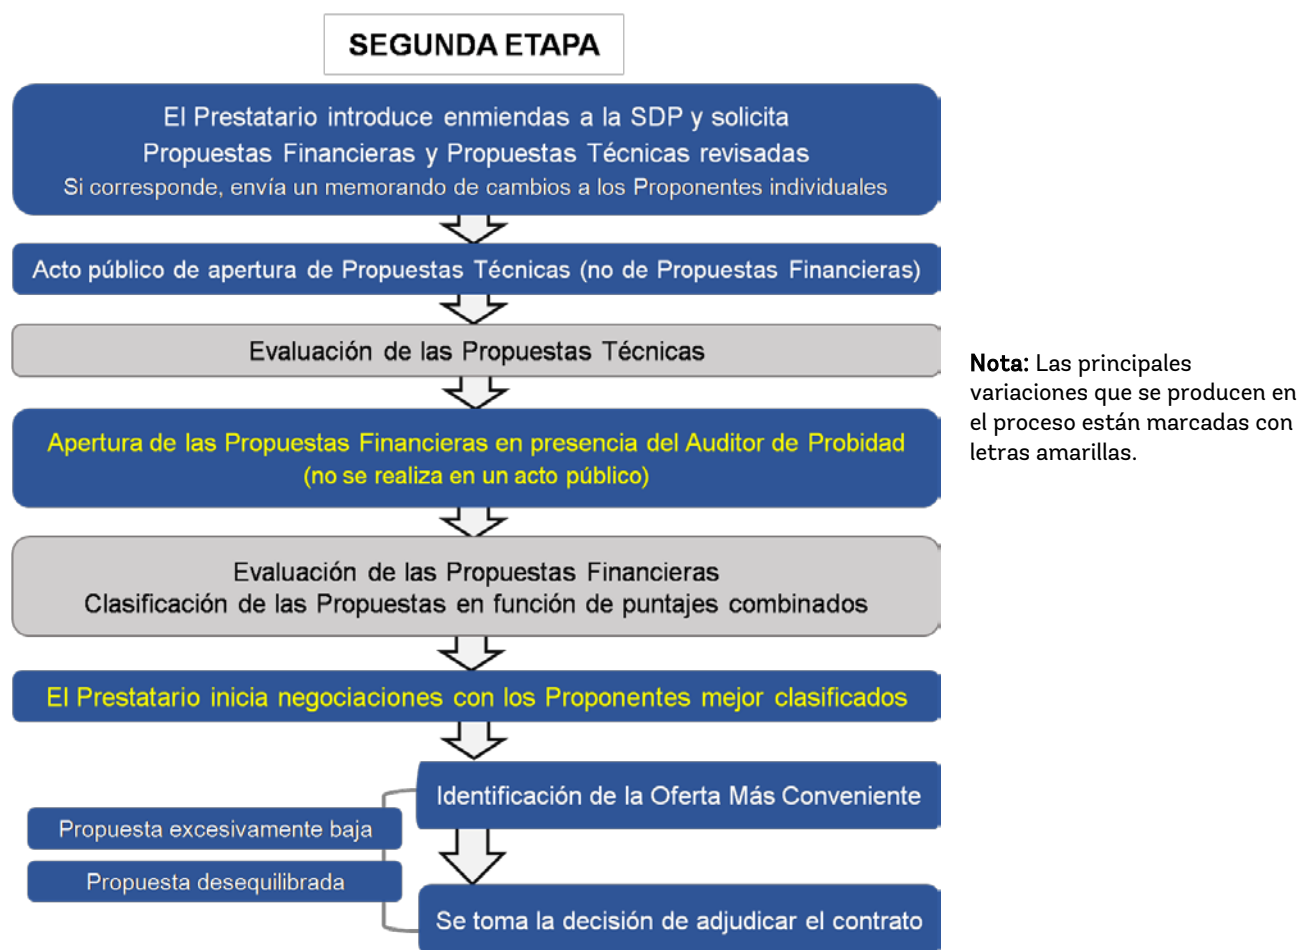 SEGUNDA ETAPA
El Prestatario introduce enmiendas a la SDP y solicita
Propuestas Financieras y Propuestas Técnicas revisadas
Si corresponde, envía un memorando de cambios a los Proponentes individuales
Acto público de apertura de Propuestas Técnicas (no de Propuestas Financieras)
Evaluación de las Propuestas Técnicas
Apertura de las Propuestas Financieras en presencia del Auditor de Probidad
(no se realiza en un acto público)
Evaluación de las Propuestas Financieras
Clasificación de las Propuestas en función de puntajes combinados
El Prestatario inicia negociaciones con los Proponentes mejor clasificados
Identificación de la Oferta Más Conveniente
Propuesta excesivamente baja
Propuesta desequilibrada
Se toma la decisión de adjudicar el contrato
Nota: Las principales
variaciones que se producen en
el proceso están marcadas con
letras amarillas.